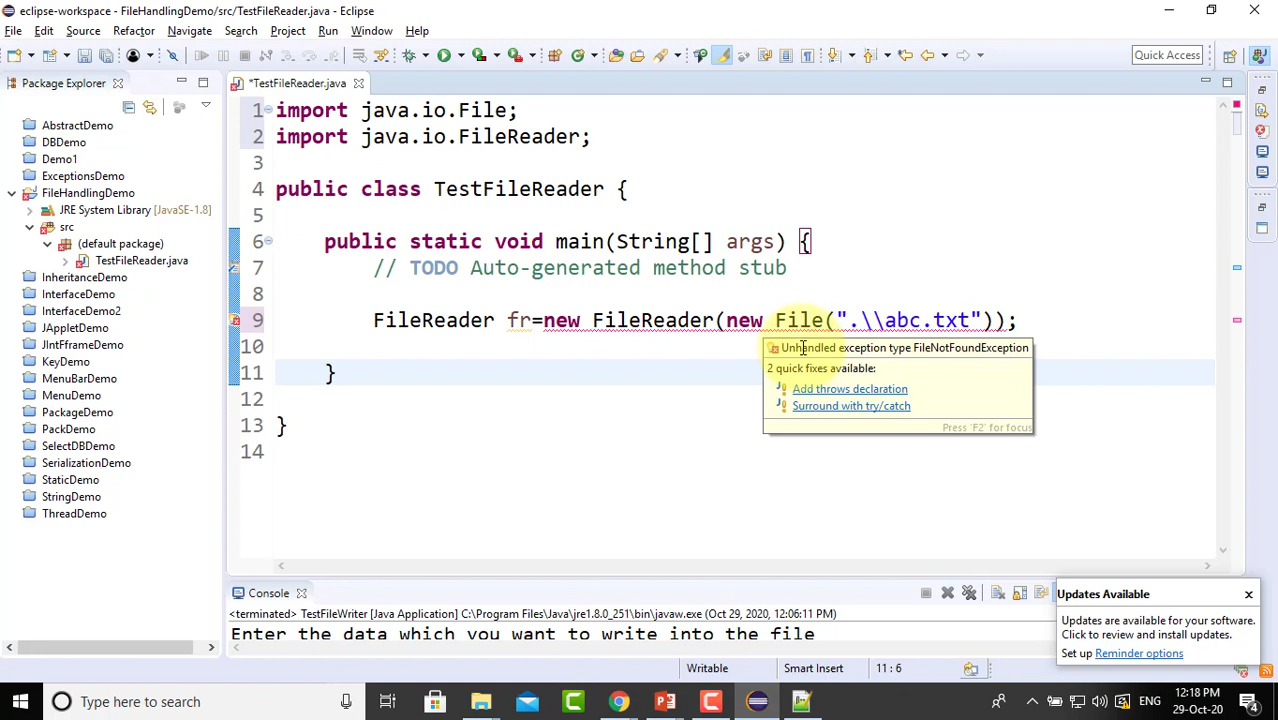 eclipse-workspace - FileHandlingDemo/src/TestFileReader.java - Eclipse
File Edit Source Refactor Navigate Search Project Run Window Help
Quick Access
Package Explorer
*TestFileReader.java
AbstractDemo
DBDemo
Demo1
ExceptionsDemo
FileHandlingDemo
JRE System Library [JavaSE-1.8]
src
(default package)
TestFileReader.java
InheritanceDemo
InterfaceDemo
InterfaceDemo2
JAppletDemo
JIntfFrameDemo
KeyDemo
MenuBarDemo
MenuDemo
PackageDemo
PackDemo
SelectDBDemo
SerializationDemo
StaticDemo
StringDemo
ThreadDemo
1 import java.io.File;
2 import java.io.FileReader;
3
4 public class TestFileReader {
5
6 public static void main(String[] args) {
7 // TODO Auto-generated method stub
8
9 FileReader fr=new FileReader(new File(".\\abc.txt"));
10
11 }
12
13 }
14
Unhandled exception type FileNotFoundException
2 quick fixes available:
Add throws declaration
Surround with try/catch
Press 'F2' for focus
Console
<terminated> TestFileWriter [Java Application] C:\Program Files\Java\jre1.8.0_251\bin\javaw.exe (Oct 29, 2020, 12:06:11 PM)
Enter the data which you want to write into the file
Updates Available
Updates are available for your software.
Click to review and install updates.
Set up Reminder options
Writable Smart Insert 11 : 6
Type here to search
ENG
12:18 PM
29-Oct-20
4